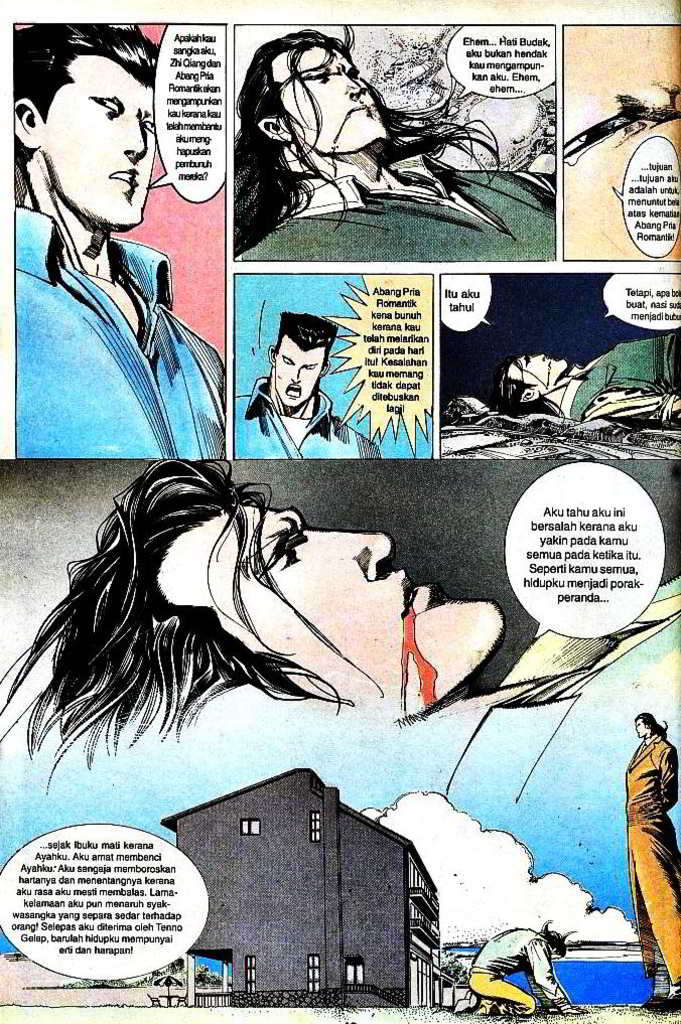 Apakah kau
sangka aku,
Zhi Qiang dan
Abang Pria
Romantik akan
mengampunkan
kau kerana kau
telah membantu
aku meng-
hapuskan
pembunuh
mereka?
Ehem... Hati Budak,
aku bukan hendak
kau mengampun-
kan aku. Ehem,
ehem...
...tujuan
...tujuan aku
adalah untuk
menuntut bela
atas kematian
Abang Pria
Romantik!
Abang Pria
Romantik
kena bunuh
kerana kau
telah melarikan
diri pada hari
itu! Kesalahan
kau memang
tidak dapat
ditebuskan
lagi!
Itu aku
tahu!
Tetapi, apa
buat, nasi
menjadi
Aku tahu aku ini
bersalah kerana aku
yakin pada kamu
semua pada ketika itu.
Seperti kamu semua,
hidupku menjadi porak-
peranda...
...sejak Ibuku mati kerana
Ayahku. Aku amat membenci
Ayahku. Aku sengaja memboroskan
hartanya dan menentangnya kerana
aku rasa aku mesti membalas. Lama-
kelamaan aku pun menaruh syak-
wasangka yang separa sedar terhadap
orang! Selepas aku diterima oleh Tenno
Gelap, barulah hidupku mempunyai
erti dan harapan!